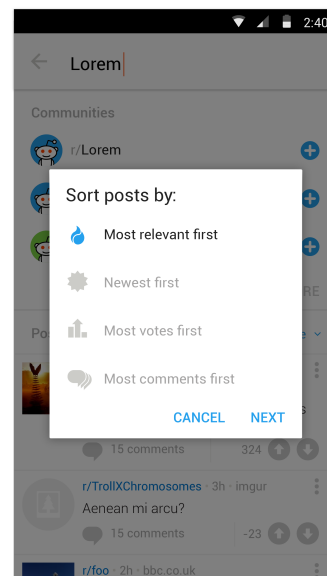 2:40
Lorem
Communities
r/Lorem
Sort posts by:
Most relevant first
Newest first
Most votes first
Most comments first
CANCEL NEXT
15 comments 324
r/TrollXChromosomes · 3h · imgur
Aenean mi arcu?
15 comments -23
r/foo · 2h · bbc.co.uk